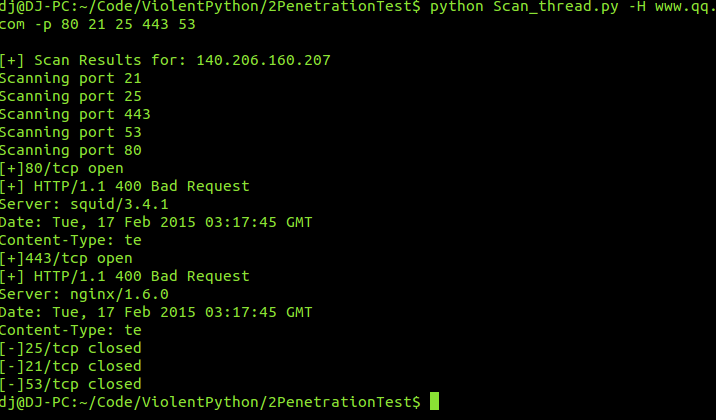 dj@DJ-PC:~/Code/ViolentPython/2PenetrationTest$ python Scan_thread.py -H www.qq.
com -p 80 21 25 443 53
[+] Scan Results for: 140.206.160.207
Scanning port 21
Scanning port 25
Scanning port 443
Scanning port 53
Scanning port 80
[+]80/tcp open
[+] HTTP/1.1 400 Bad Request
Server: squid/3.4.1
Date: Tue, 17 Feb 2015 03:17:45 GMT
Content-Type: te
[+]443/tcp open
[+] HTTP/1.1 400 Bad Request
Server: nginx/1.6.0
Date: Tue, 17 Feb 2015 03:17:45 GMT
Content-Type: te
[-]25/tcp closed
[-]21/tcp closed
[-]53/tcp closed
dj@DJ-PC:~/Code/ViolentPython/2PenetrationTest$